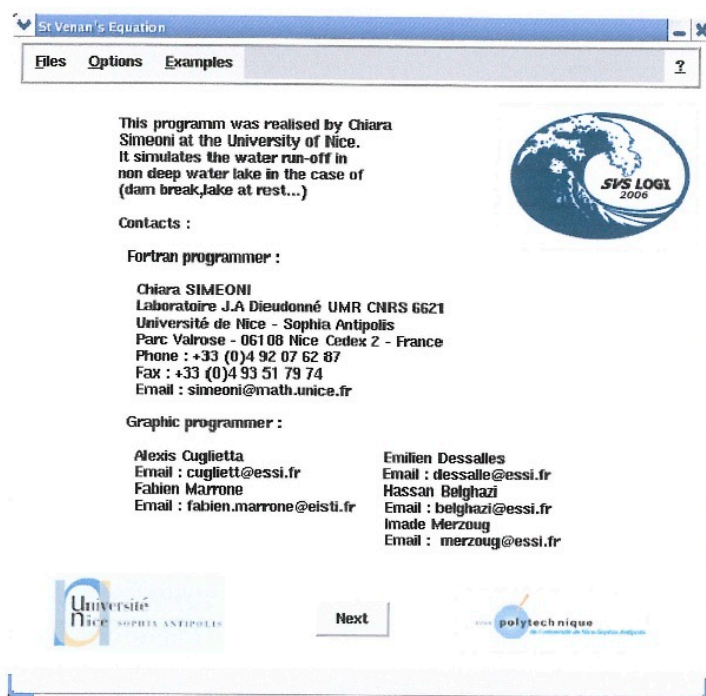 St Venan's Equation
Files Options Examples ?
This programm was realised by Chiara
Simeoni at the University of Nice.
It simulates the water run-off in
non deep water lake in the case of
(dam break,lake at rest...)
SVS LOGI
2006
Contacts :
Fortran programmer :
Chiara SIMEONI
Laboratoire J.A Dieudonné UMR CNRS 6621
Université de Nice - Sophia Antipolis
Parc Valrose - 06108 Nice Cedex 2 - France
Phone : +33 (0)4 92 07 62 87
Fax : +33 (0)4 93 51 79 74
Email : simeoni@math.unice.fr
Graphic programmer :
Alexis Cuglietta
Email : cugliett@essi.fr
Fabien Marrone
Email : fabien.marrone@eisti.fr
Emilien Dessalles
Email : dessalle@essi.fr
Hassan Belghazi
Email : belghazi@essi.fr
Imade Merzoug
Email : merzoug@essi.fr
Université
Nice SOPHIA ANTIPOLIS
Next
polytechnique
de l'université de Nice-Sophia Antipolis